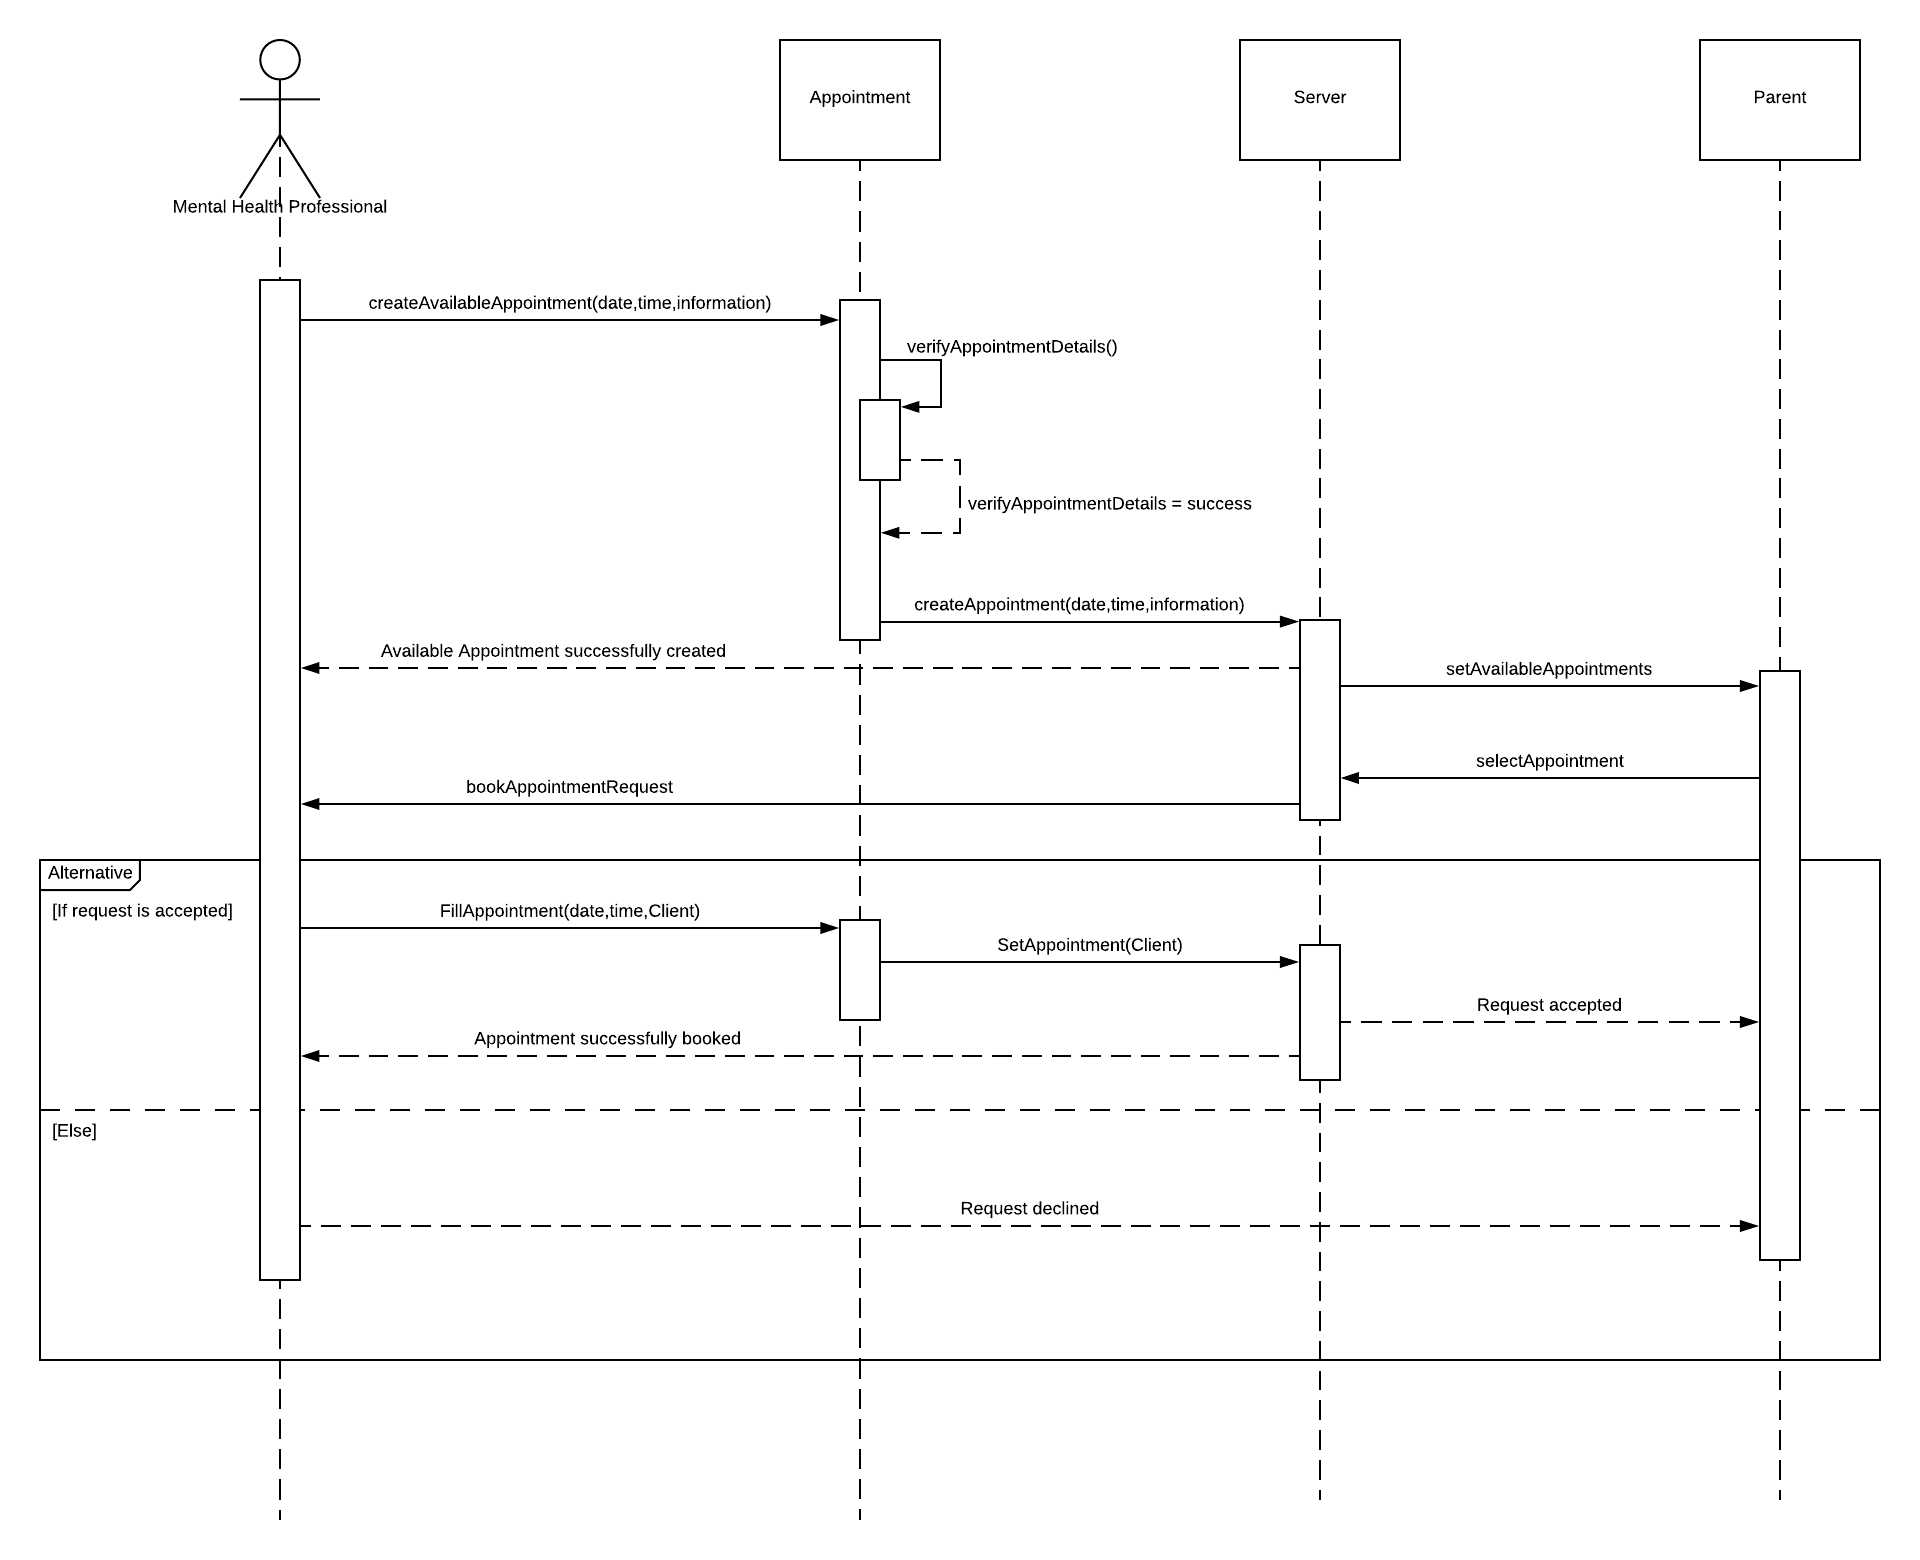 Appointment
Server
Parent
Mental Health Professional
createAvailableAppointment(date,time,information)
verifyAppointmentDetails()
verifyAppointmentDetails = success
createAppointment(date,time,information)
Available Appointment successfully created
setAvailableAppointments
selectAppointment
bookAppointmentRequest
Alternative
[If request is accepted]
FillAppointment(date,time,Client)
SetAppointment(Client)
Request accepted
Appointment successfully booked
[Else]
Request declined